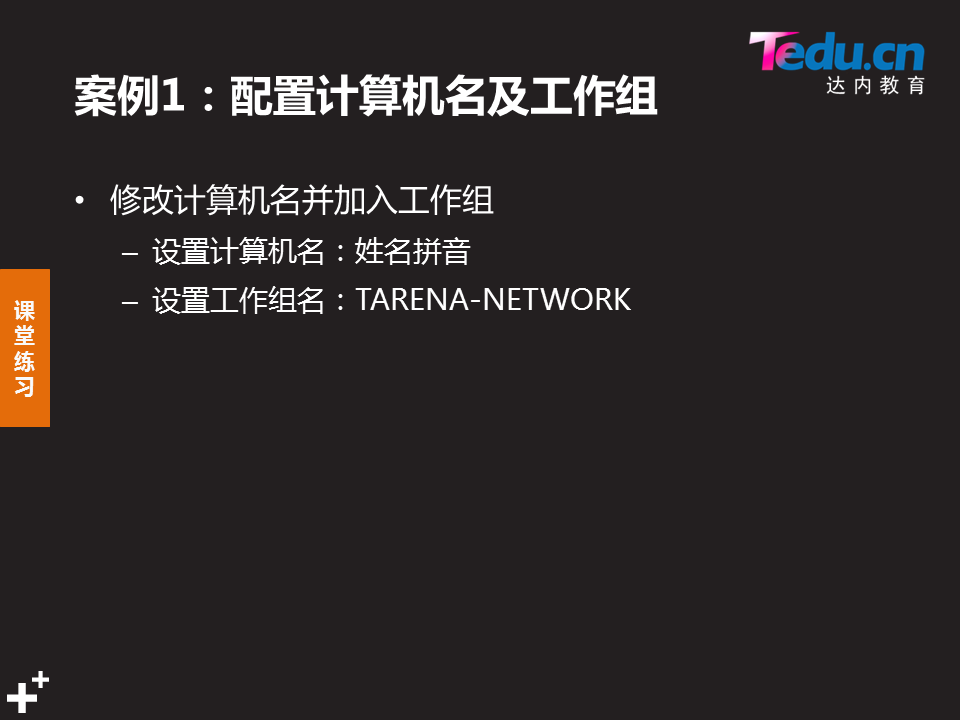 Tedu.cn
达内教育
案例1：配置计算机名及工作组
• 修改计算机名并加入工作组
– 设置计算机名：姓名拼音
– 设置工作组名：TARENA-NETWORK
课
堂
练
习